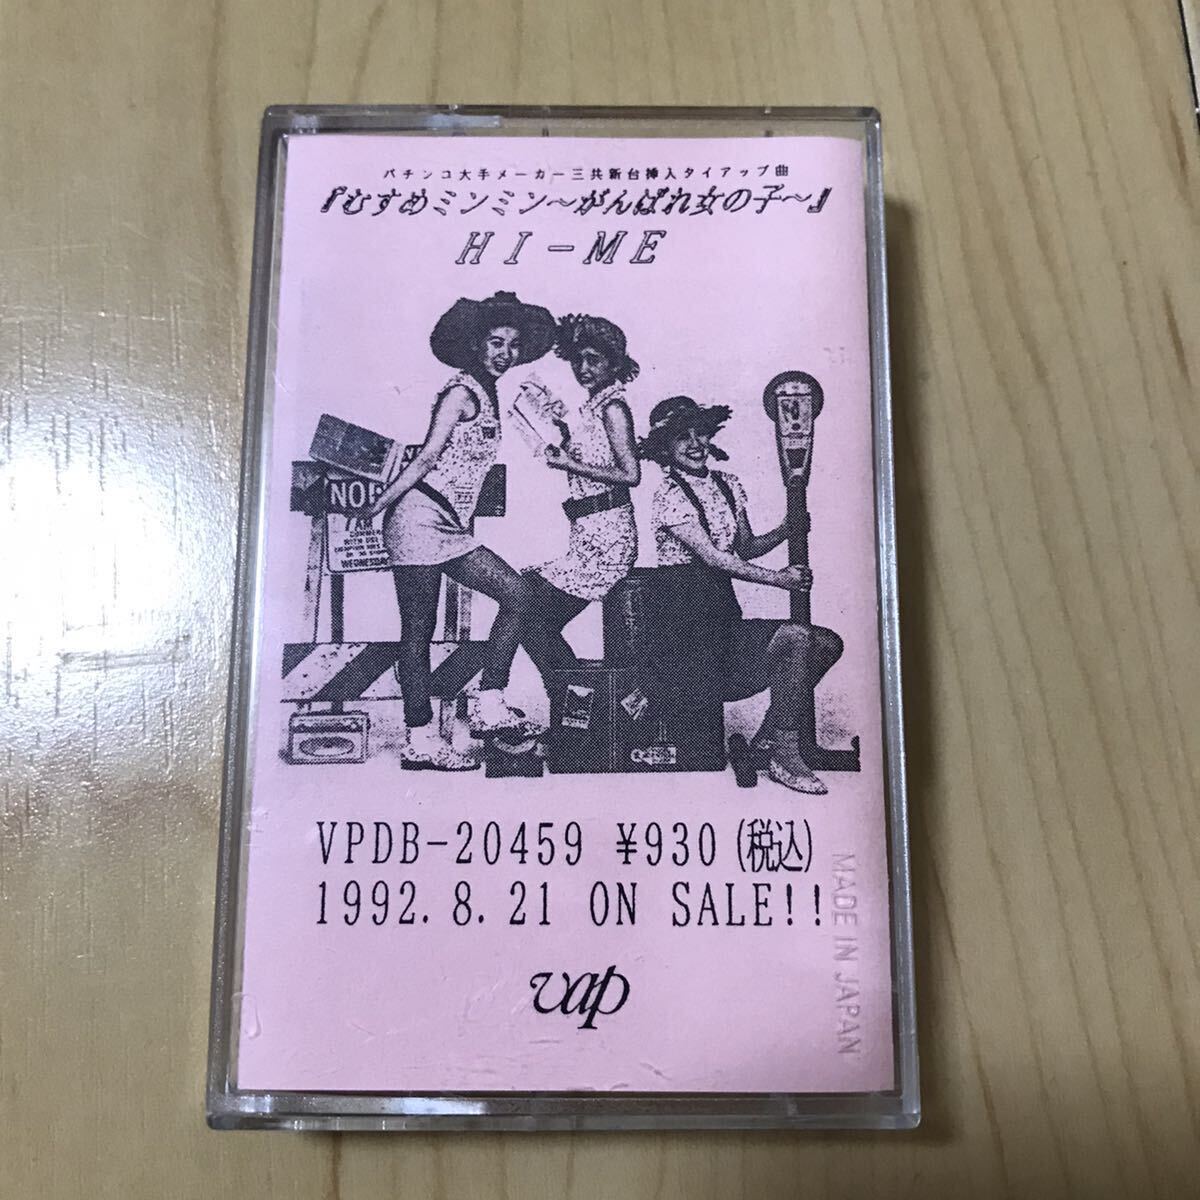 パチンコ大手メーカー三共新台挿入タイアップ曲
『むすめミンミン〜がんばれ女の子〜』
HI-ME
NO
WEDNESDAY
VPDB-20459 ¥930(税込)
1992.8.21 ON SALE!!
vap
MADE IN JAPAN